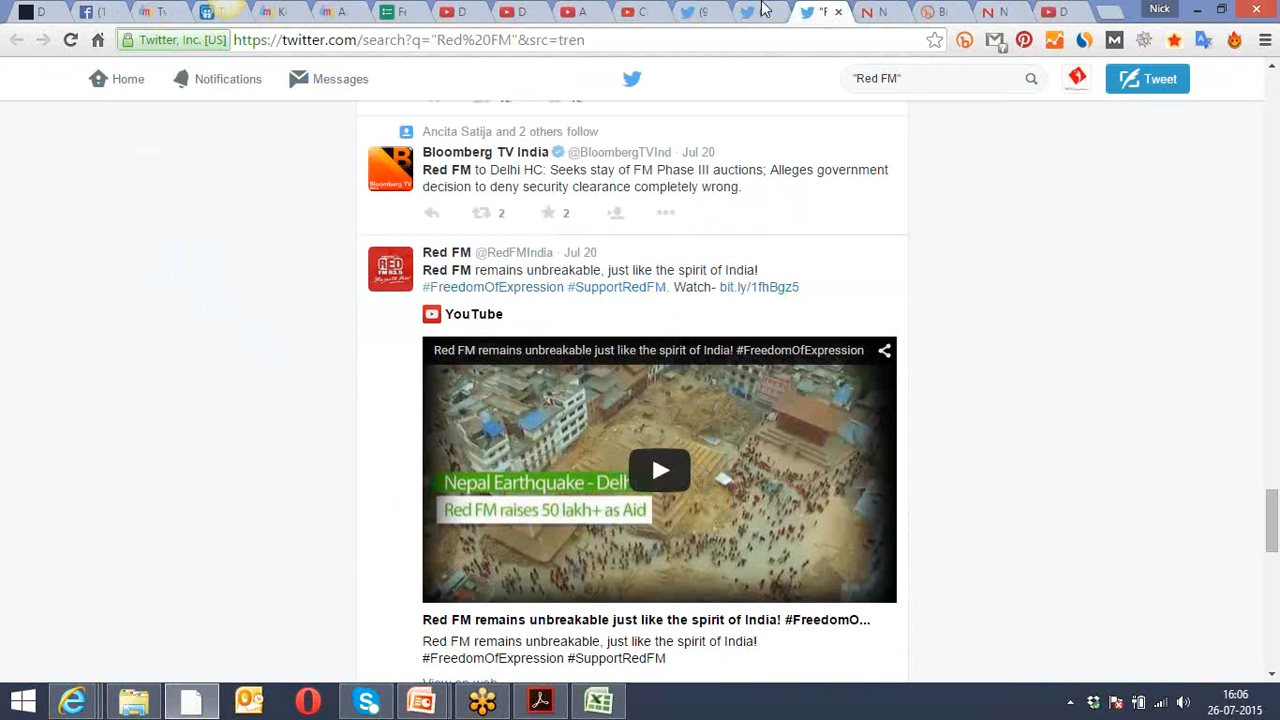 Nick
Twitter, Inc. [US] https://twitter.com/search?q="Red%20FM"&src=tren
Home Notifications Messages "Red FM" Tweet
Ancita Satija and 2 others follow
Bloomberg TV India @BloombergTVInd · Jul 20
Red FM to Delhi HC: Seeks stay of FM Phase III auctions; Alleges government
decision to deny security clearance completely wrong.
2 2
Red FM @RedFMIndia · Jul 20
Red FM remains unbreakable, just like the spirit of India!
#FreedomOfExpression #SupportRedFM. Watch- bit.ly/1fhBgz5
YouTube
Red FM remains unbreakable just like the spirit of India! #FreedomOfExpression
Nepal Earthquake - Delh
Red FM raises 50 lakh+ as Aid
Red FM remains unbreakable just like the spirit of India! #FreedomO...
Red FM remains unbreakable, just like the spirit of India!
#FreedomOfExpression #SupportRedFM
View on web
16:06
26-07-2015